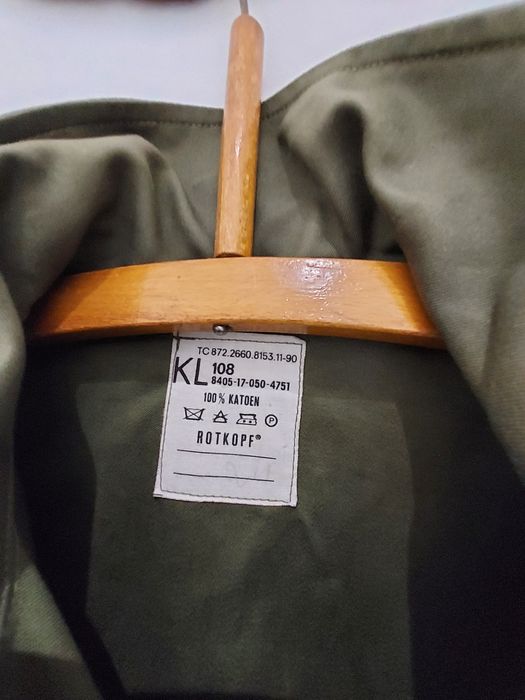 TC 872.2660.8153.11-90
KL 108
8405-17-050-4751
100% KATOEN
P
ROTKOPF®